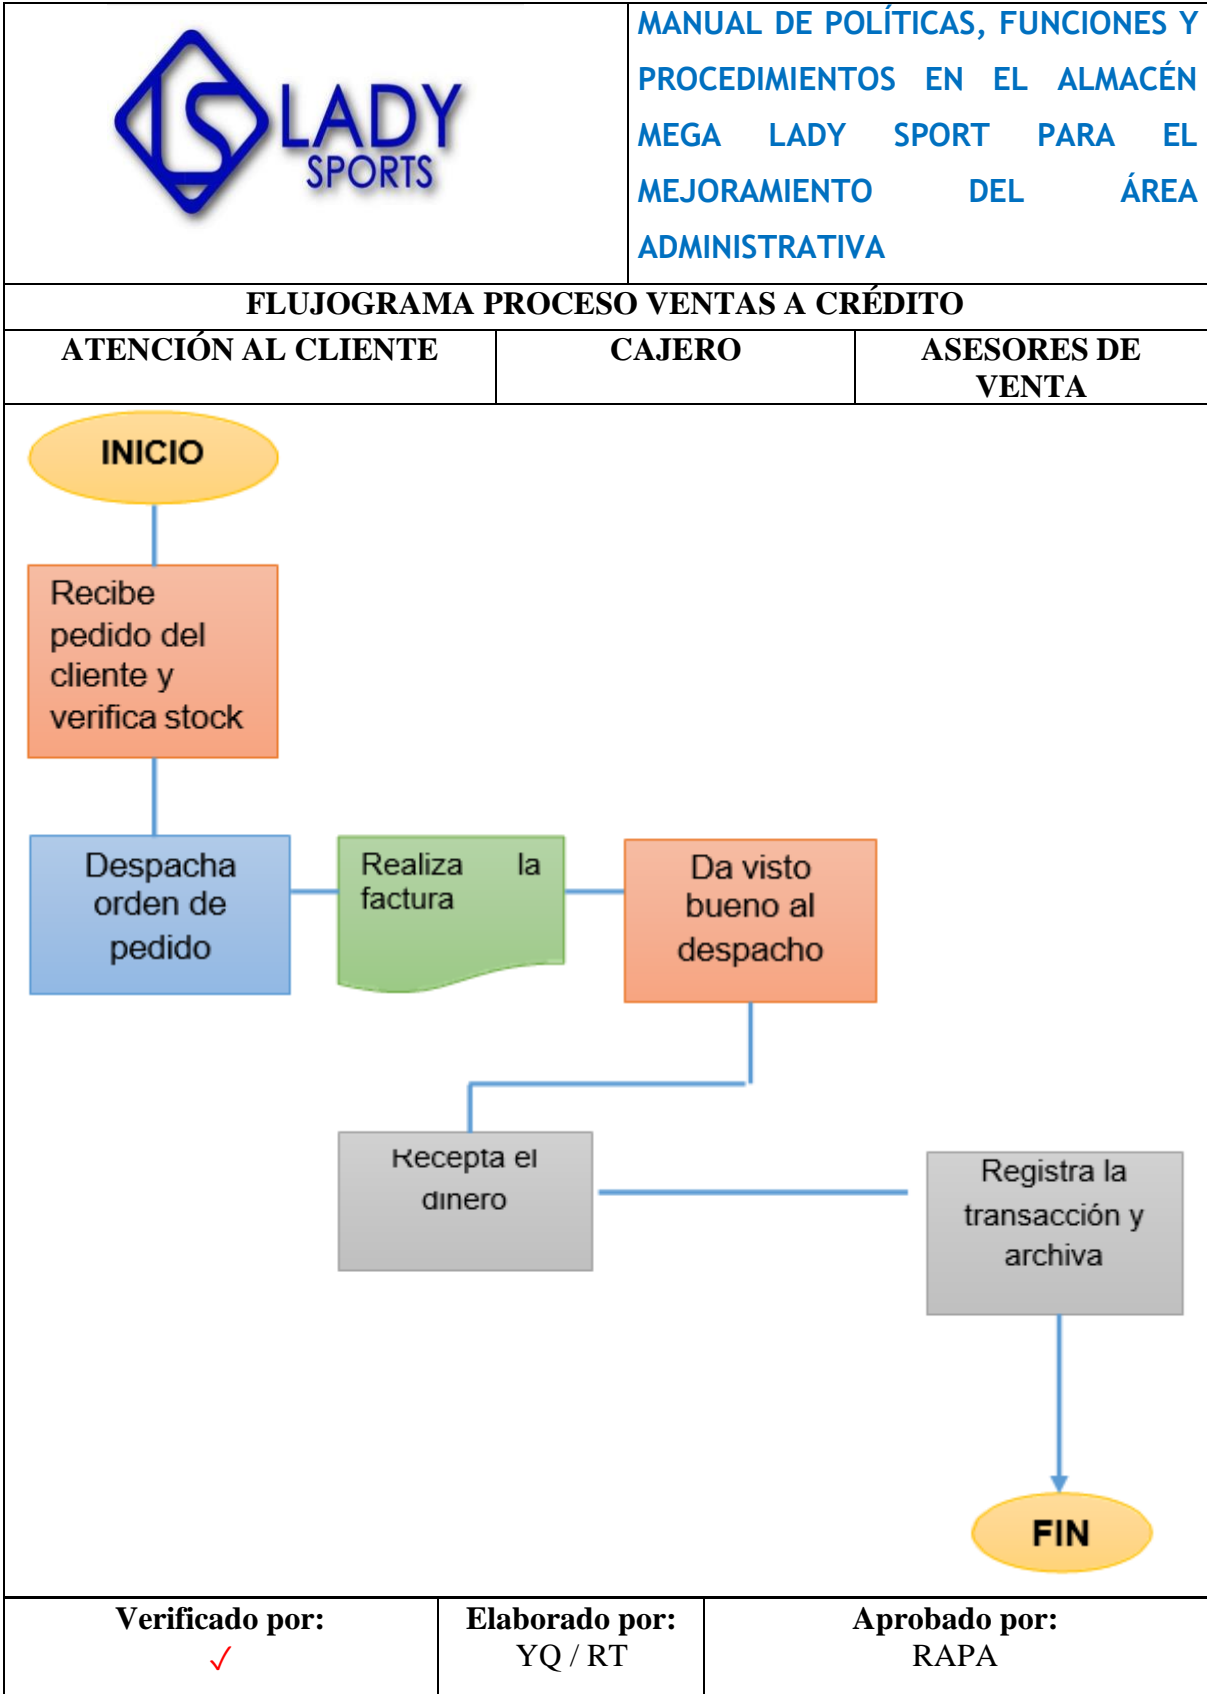 LS LADY
SPORTS
MANUAL DE POLÍTICAS, FUNCIONES Y
PROCEDIMIENTOS EN EL ALMACÉN
MEGA LADY SPORT PARA EL
MEJORAMIENTO DEL ÁREA
ADMINISTRATIVA
FLUJOGRAMA PROCESO VENTAS A CRÉDITO
ATENCIÓN AL CLIENTE
CAJERO
ASESORES DE
VENTA
INICIO
Recibe
pedido del
cliente y
verifica stock
Despacha
orden de
pedido
Realiza la
factura
Da visto
bueno al
despacho
Recepta el
dinero
Registra la
transacción y
archiva
FIN
Verificado por:
✓
Elaborado por:
YQ / RT
Aprobado por:
RAPA